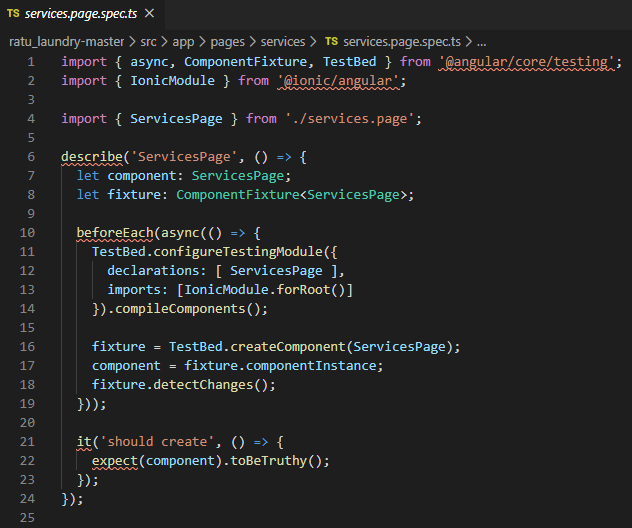 TS services.page.spec.ts ×
ratu_laundry-master > src > app > pages > services > TS services.page.spec.ts > ...
1 import { async, ComponentFixture, TestBed } from '@angular/core/testing';
2 import { IonicModule } from '@ionic/angular';
3
4 import { ServicesPage } from './services.page';
5
6 describe('ServicesPage', () => {
7   let component: ServicesPage;
8   let fixture: ComponentFixture<ServicesPage>;
9
10   beforeEach(async(() => {
11     TestBed.configureTestingModule({
12       declarations: [ ServicesPage ],
13       imports: [IonicModule.forRoot()]
14     }).compileComponents();
15
16     fixture = TestBed.createComponent(ServicesPage);
17     component = fixture.componentInstance;
18     fixture.detectChanges();
19   }));
20
21   it('should create', () => {
22     expect(component).toBeTruthy();
23   });
24 });
25